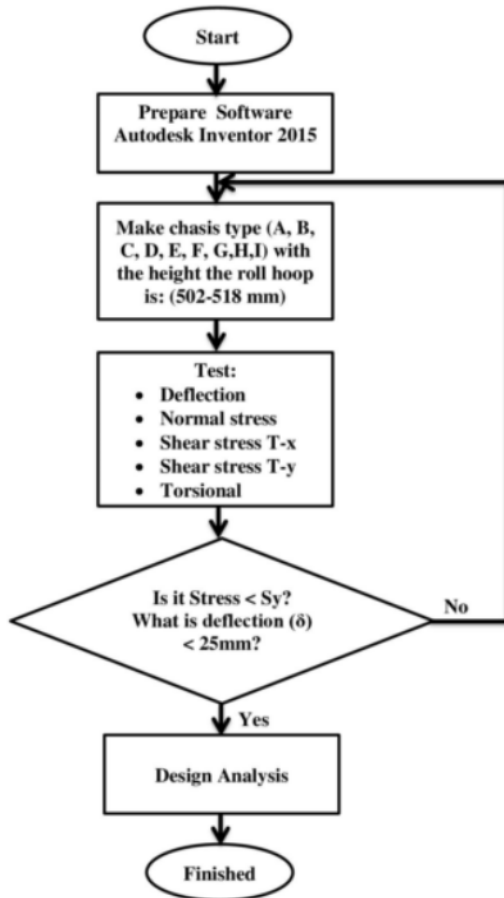 Start
Prepare Software
Autodesk Inventor 2015
Make chasis type (A, B,
C, D, E, F, G,H,I) with
the height the roll hoop
is: (502-518 mm)
Test:
• Deflection
• Normal stress
• Shear stress T-x
• Shear stress T-y
• Torsional
Is it Stress < Sy?
What is deflection (δ)
< 25mm?
No
Yes
Design Analysis
Finished